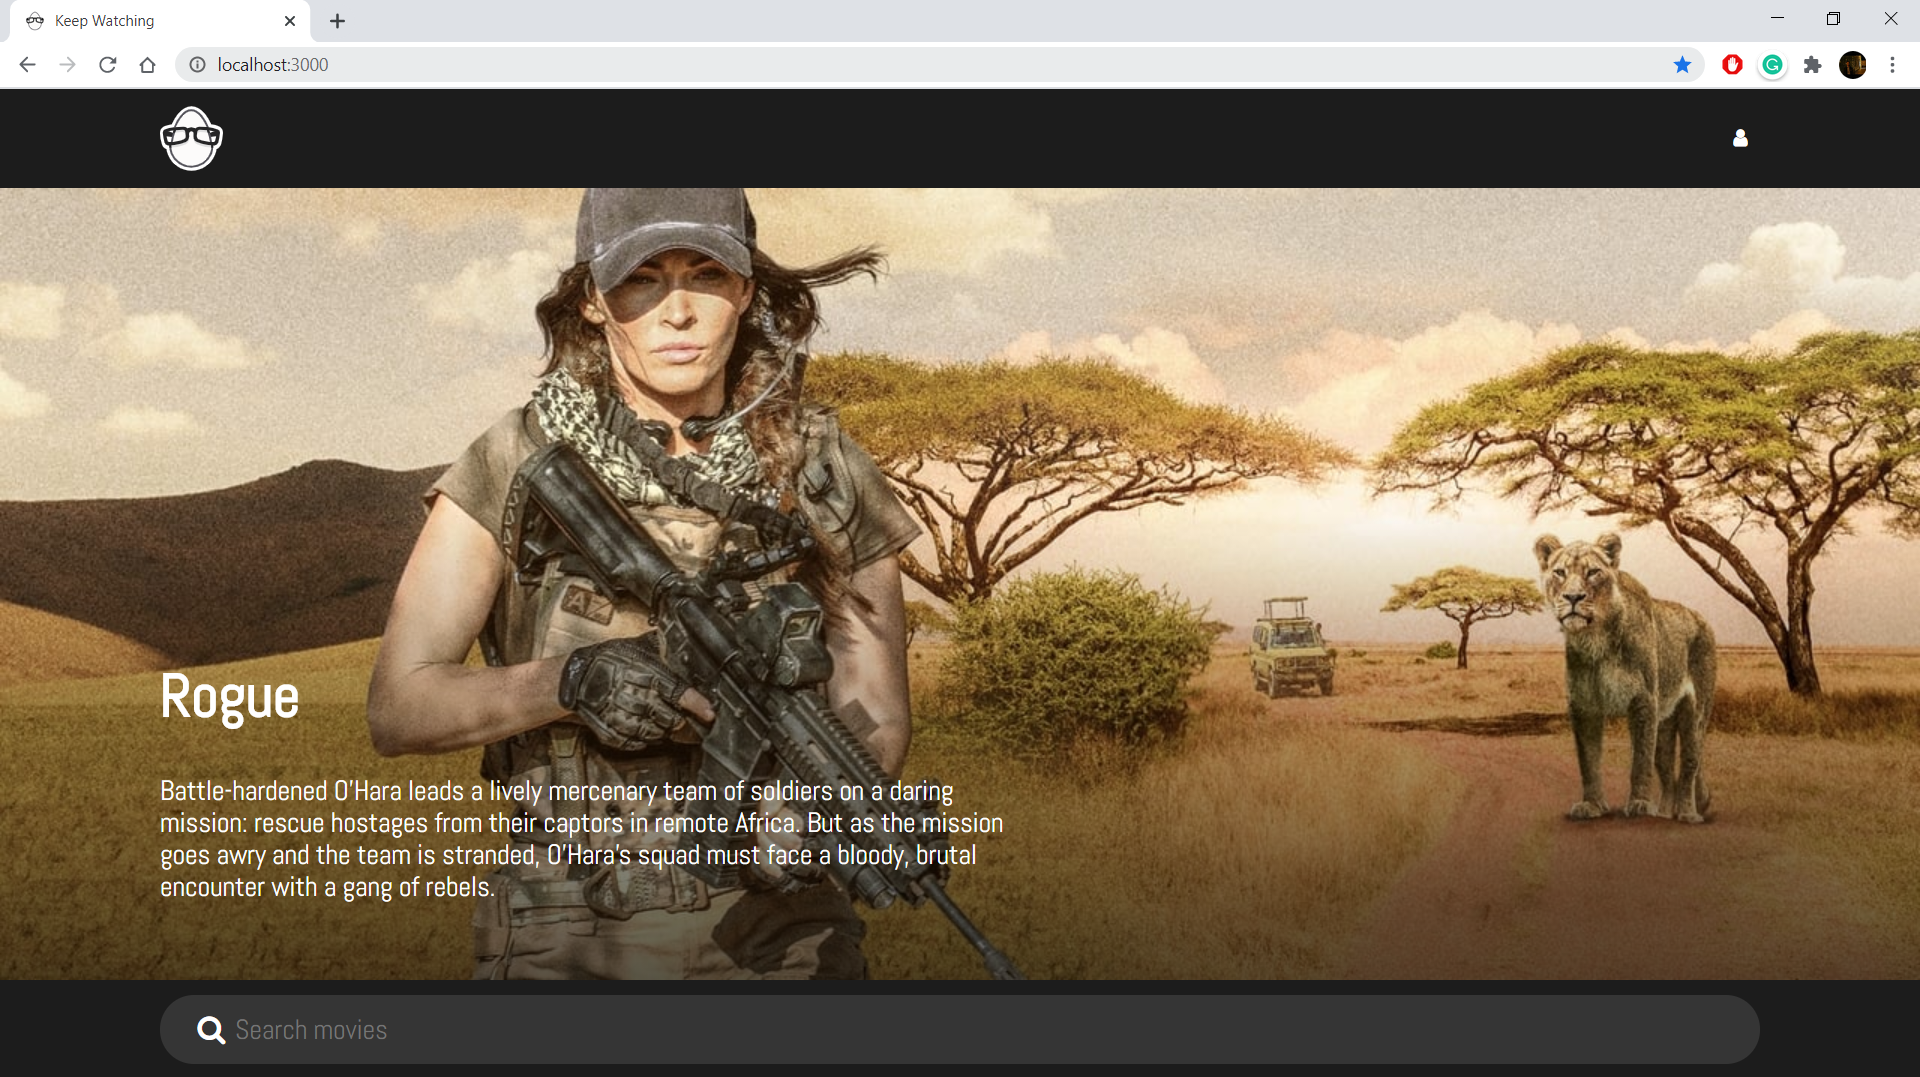 Keep Watching
localhost:3000
Rogue
Battle-hardened O'Hara leads a lively mercenary team of soldiers on a daring
mission: rescue hostages from their captors in remote Africa. But as the mission
goes awry and the team is stranded, O'Hara's squad must face a bloody, brutal
encounter with a gang of rebels.
Search movies